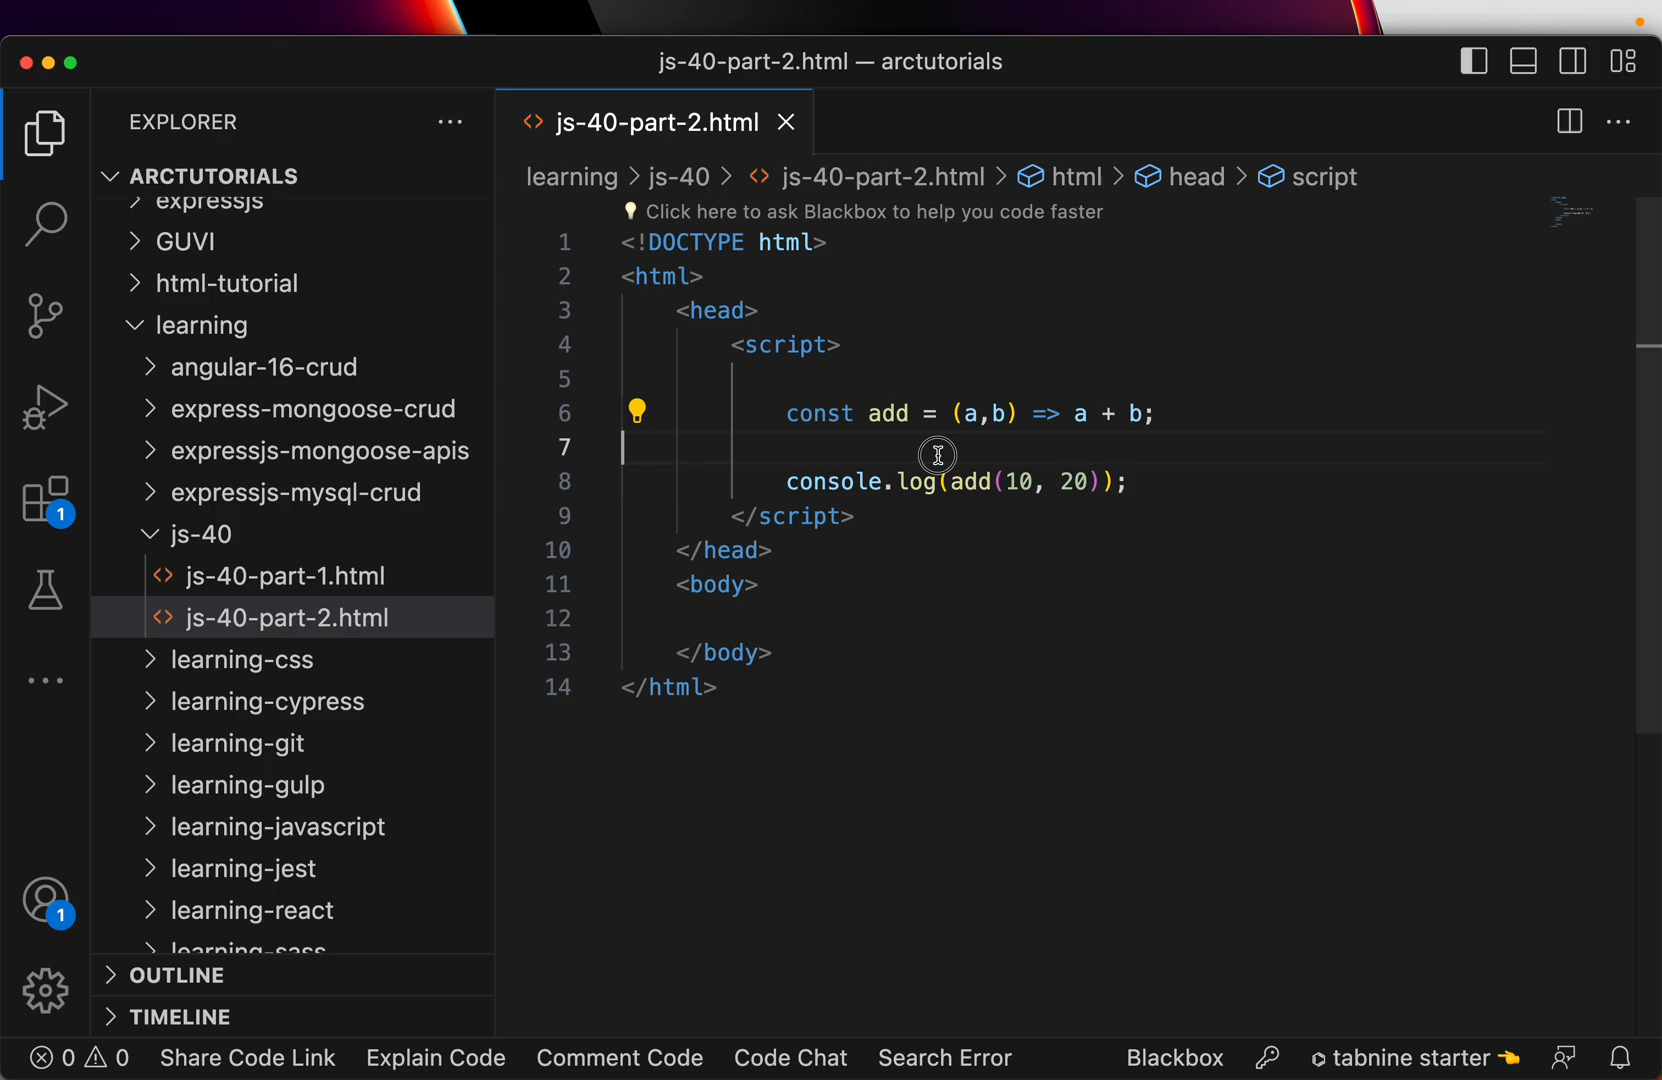 js-40-part-2.html — arctutorials
EXPLORER
ARCTUTORIALS
expressjs
GUVI
html-tutorial
learning
angular-16-crud
express-mongoose-crud
expressjs-mongoose-apis
expressjs-mysql-crud
js-40
js-40-part-1.html
js-40-part-2.html
learning-css
learning-cypress
learning-git
learning-gulp
learning-javascript
learning-jest
learning-react
learning-sass
OUTLINE
TIMELINE
1
1
js-40-part-2.html
learning > js-40 > js-40-part-2.html > html > head > script
Click here to ask Blackbox to help you code faster
1 <!DOCTYPE html>
2 <html>
3 <head>
4 <script>
5
6 const add = (a,b) => a + b;
7
8 console.log(add(10, 20));
9 </script>
10 </head>
11 <body>
12
13 </body>
14 </html>
0 0 Share Code Link Explain Code Comment Code Code Chat Search Error Blackbox tabnine starter